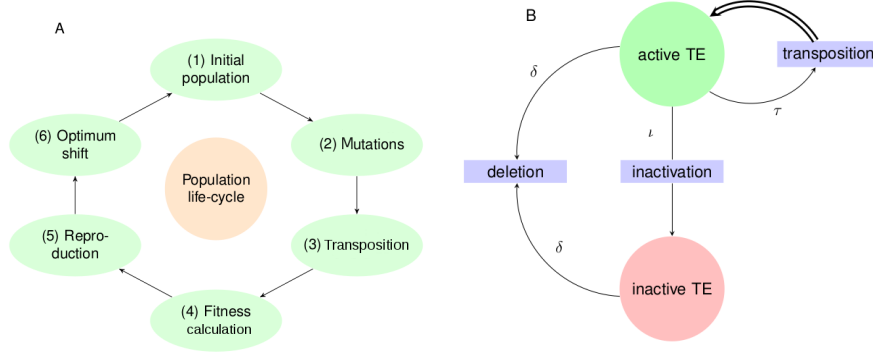 A
(1) Initial
population
(2) Mutations
(3) Transposition
(4) Fitness
calculation
(5) Repro-
duction
(6) Optimum
shift
Population
life-cycle
B
active TE
transposition
δ
τ
ι
deletion
inactivation
δ
inactive TE